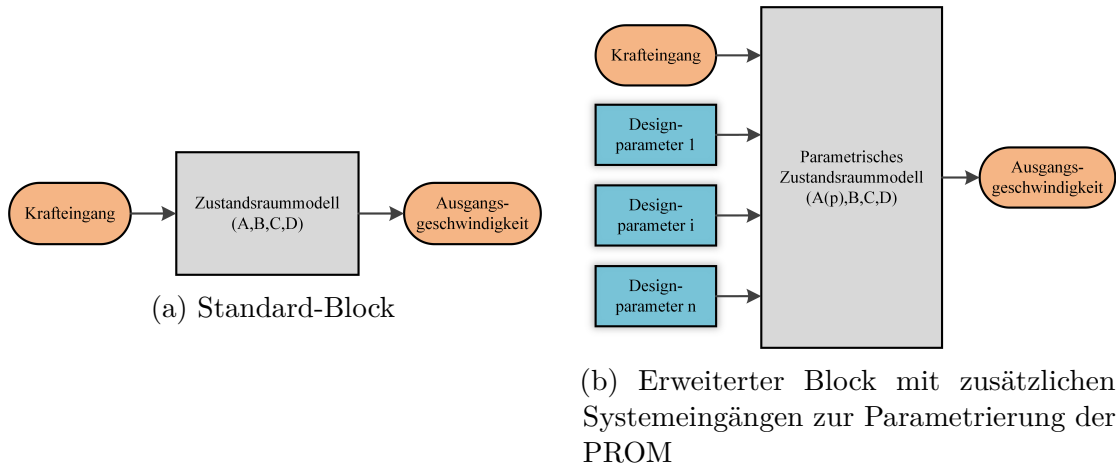 Krafteingang
Zustandsraummodell
(A,B,C,D)
Ausgangs-
geschwindigkeit
(a) Standard-Block
Krafteingang
Design-
parameter 1
Design-
parameter i
Design-
parameter n
Parametrisches
Zustandsraummodell
(A(p),B,C,D)
Ausgangs-
geschwindigkeit
(b) Erweiterter Block mit zusätzlichen
Systemeingängen zur Parametrierung der
PROM